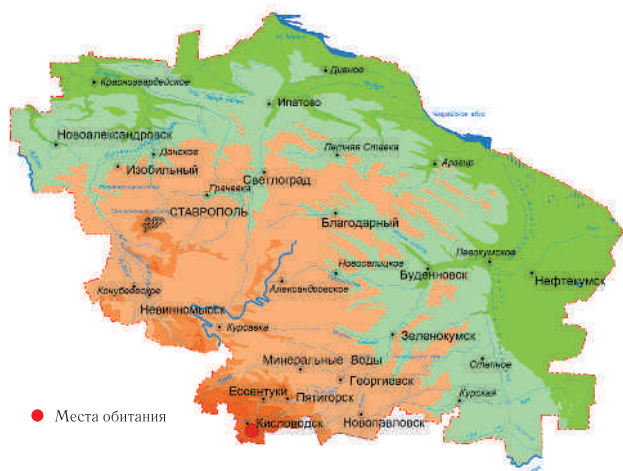 Дивное
Красногвардейское
Ипатово
Новоалександровск
Донское
Летняя Ставка
Арзгир
Изобильный
Светлоград
Грачевка
СТАВРОПОЛЬ
Благодарный
Левокумское
Новоселицкое
Буденновск
Нефтекумск
Кочубеевское
Александровское
Невинномысск
Курсавка
Зеленокумск
Минеральные Воды
Степное
Георгиевск
Ессентуки
Пятигорск
Курская
Места обитания
Кисловодск
Новопавловск